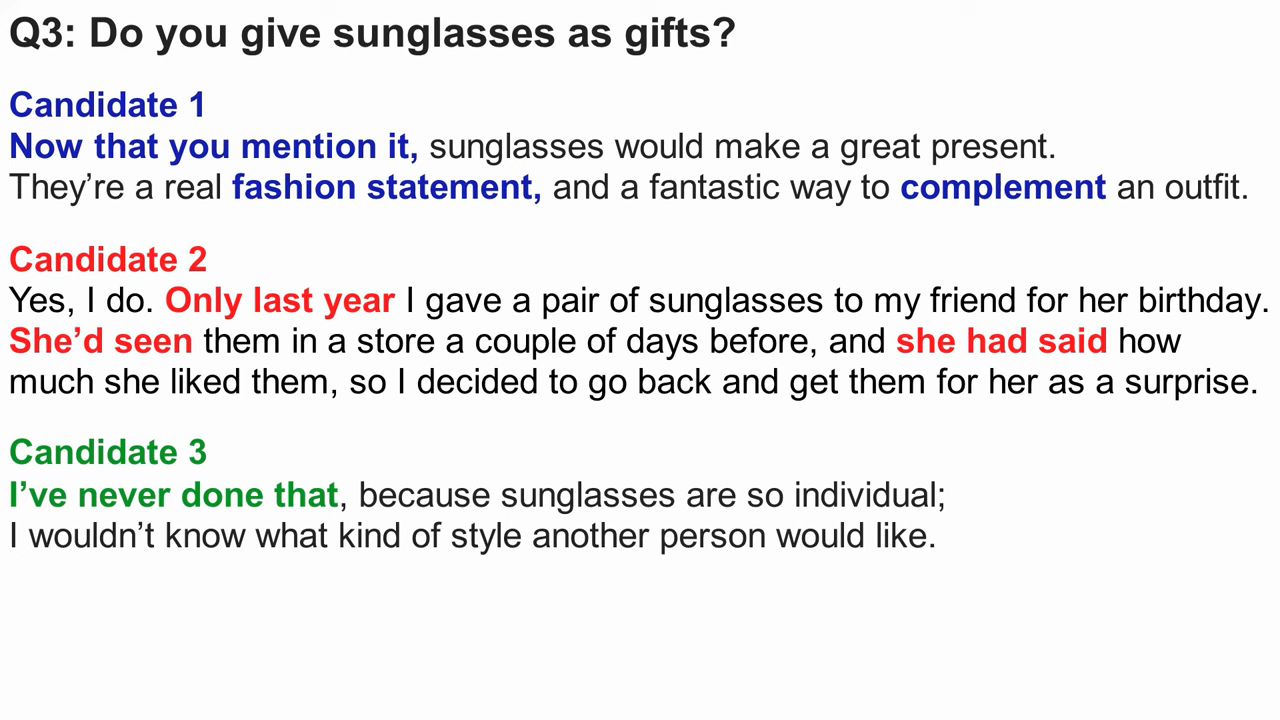 Q3: Do you give sunglasses as gifts?
Candidate 1
Now that you mention it, sunglasses would make a great present.
They’re a real fashion statement, and a fantastic way to complement an outfit.
Candidate 2
Yes, I do. Only last year I gave a pair of sunglasses to my friend for her birthday.
She’d seen them in a store a couple of days before, and she had said how
much she liked them, so I decided to go back and get them for her as a surprise.
Candidate 3
I’ve never done that, because sunglasses are so individual;
I wouldn’t know what kind of style another person would like.